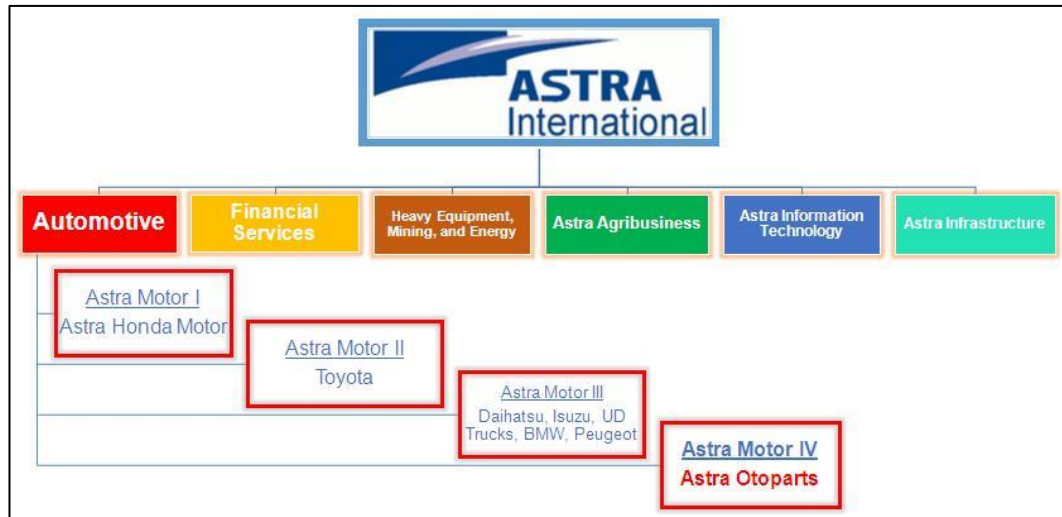 ASTRA
International
Automotive
Financial
Services
Heavy Equipment,
Mining, and Energy
Astra Agribusiness
Astra Information
Technology
Astra Infrastructure
Astra Motor I
Astra Honda Motor
Astra Motor II
Toyota
Astra Motor III
Daihatsu, Isuzu, UD
Trucks, BMW, Peugeot
Astra Motor IV
Astra Otoparts